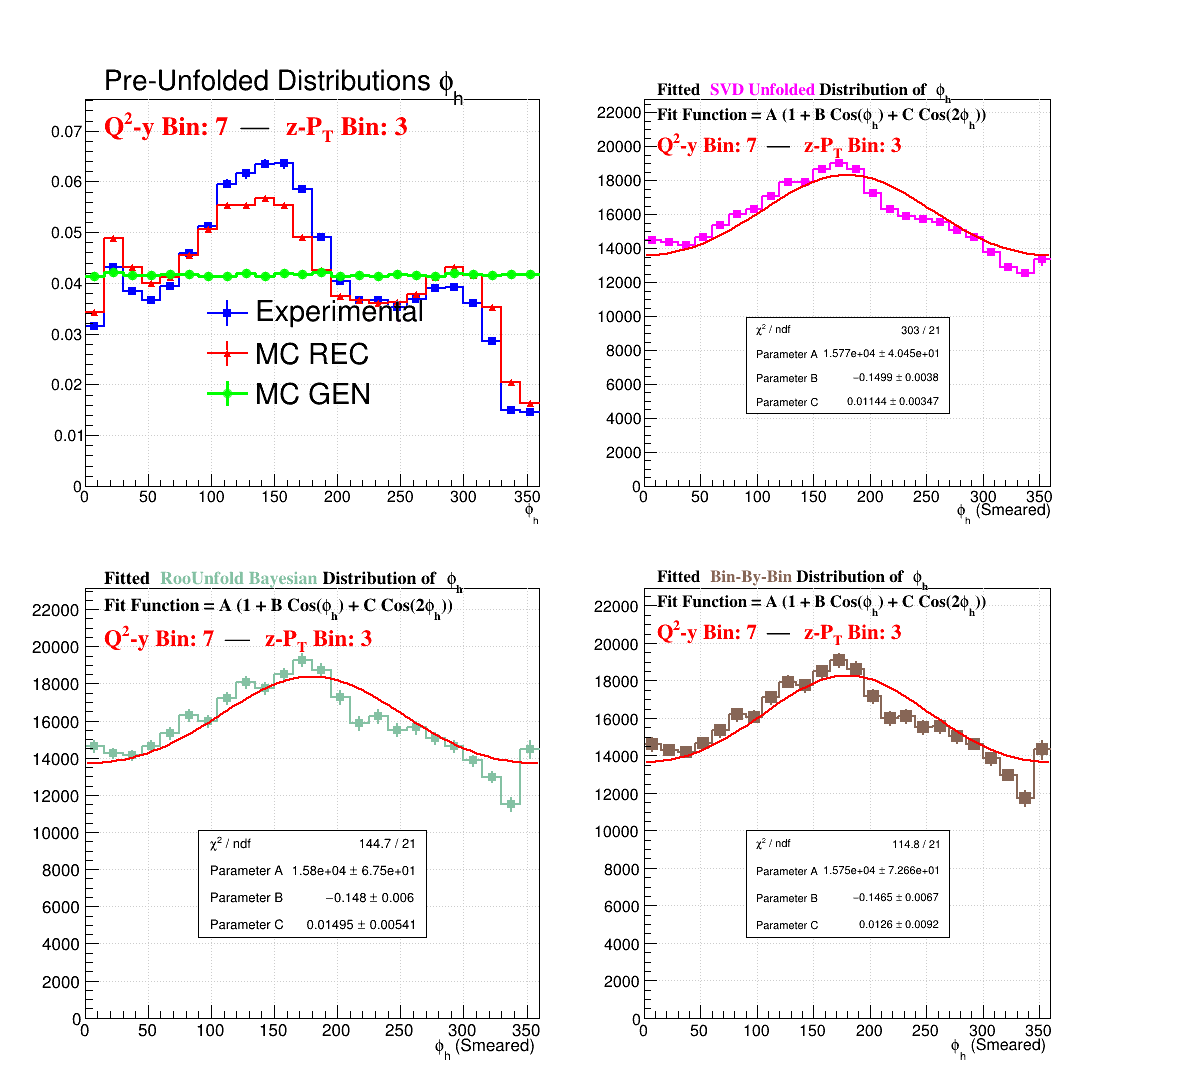 Pre-Unfolded Distributions ϕh
Q²-y Bin: 7 — z-PT Bin: 3
0.07
0.06
0.05
0.04
0.03
0.02
0.01
0
Experimental
MC REC
MC GEN
0 50 100 150 200 250 300 350
ϕh
Fitted SVD Unfolded Distribution of ϕh
Fit Function = A (1 + B Cos(ϕh) + C Cos(2ϕh))
Q²-y Bin: 7 — z-PT Bin: 3
22000
20000
18000
16000
14000
12000
10000
8000
6000
4000
2000
0
χ² / ndf 303 / 21
Parameter A 1.577e+04 ± 4.045e+01
Parameter B −0.1499 ± 0.0038
Parameter C 0.01144 ± 0.00347
0 50 100 150 200 250 300 350
ϕh (Smeared)
Fitted RooUnfold Bayesian Distribution of ϕh
Fit Function = A (1 + B Cos(ϕh) + C Cos(2ϕh))
Q²-y Bin: 7 — z-PT Bin: 3
22000
20000
18000
16000
14000
12000
10000
8000
6000
4000
2000
0
χ² / ndf 144.7 / 21
Parameter A 1.58e+04 ± 6.75e+01
Parameter B −0.148 ± 0.006
Parameter C 0.01495 ± 0.00541
0 50 100 150 200 250 300 350
ϕh (Smeared)
Fitted Bin-By-Bin Distribution of ϕh
Fit Function = A (1 + B Cos(ϕh) + C Cos(2ϕh))
Q²-y Bin: 7 — z-PT Bin: 3
22000
20000
18000
16000
14000
12000
10000
8000
6000
4000
2000
0
χ² / ndf 114.8 / 21
Parameter A 1.575e+04 ± 7.266e+01
Parameter B −0.1465 ± 0.0067
Parameter C 0.0126 ± 0.0092
0 50 100 150 200 250 300 350
ϕh (Smeared)